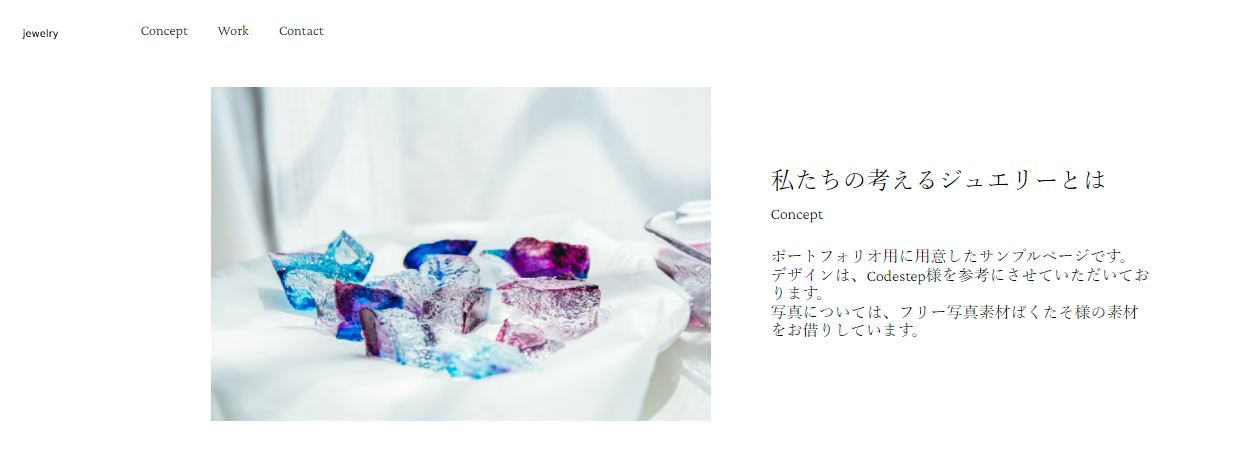 jewelry
Concept
Work
Contact
私たちの考えるジュエリーとは
Concept
ポートフォリオ用に用意したサンプルページです。
デザインは、Codestep様を参考にさせていただいてお
ります。
写真については、フリー写真素材ぱくたそ様の素材
をお借りしています。